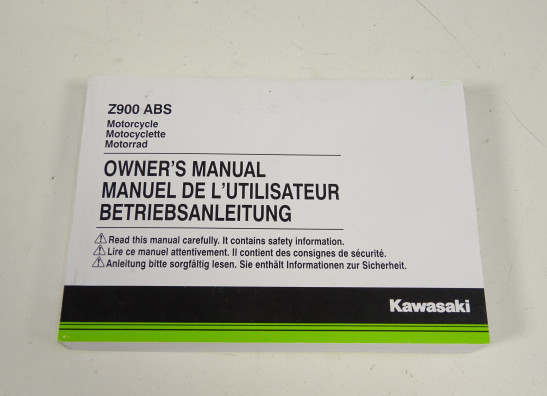 Z900 ABS
Motorcycle
Motocyclette
Motorrad
OWNER'S MANUAL
MANUEL DE L'UTILISATEUR
BETRIEBSANLEITUNG
Read this manual carefully. It contains safety information.
Lire ce manuel attentivement. Il contient des consignes de sécurité.
Anleitung bitte sorgfältig lesen. Sie enthält Informationen zur Sicherheit.
Kawasaki